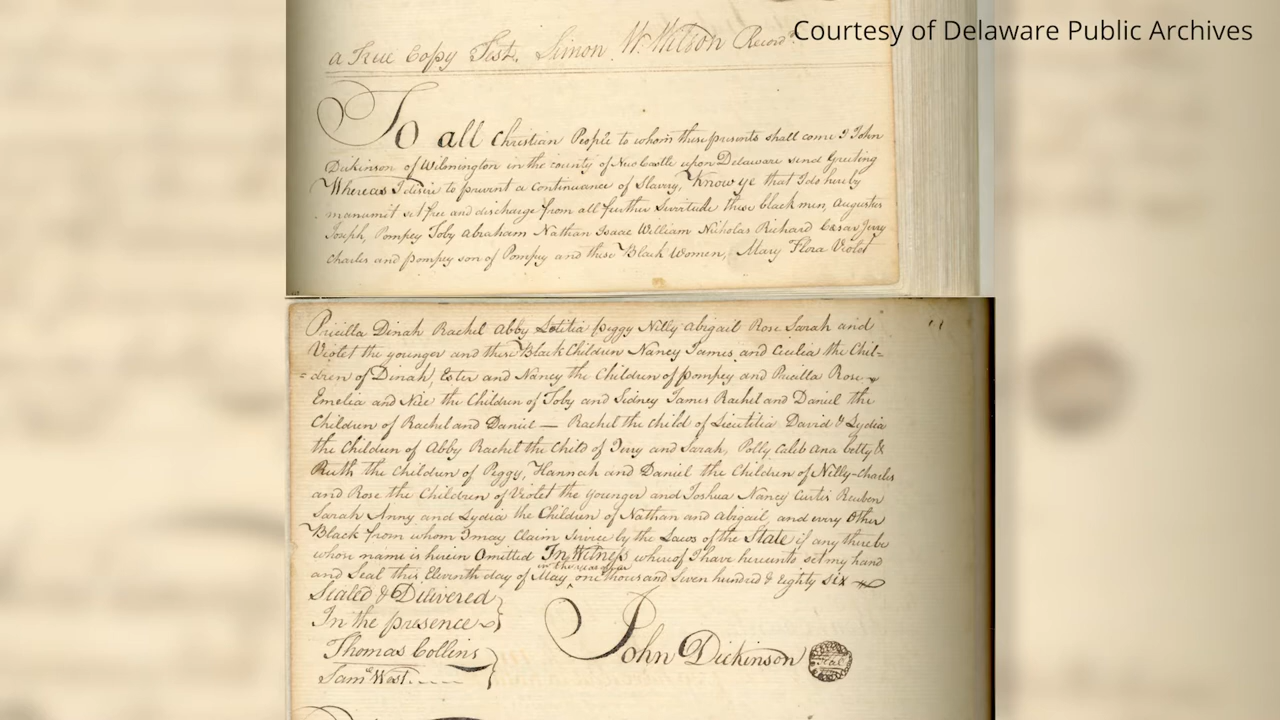 Courtesy of Delaware Public Archives
a True Copy Test. Simon W. Wilson Record.r
To all Christian People to whom these presents shall come I John
Dickinson of Wilmington in the county of New Castle upon Delaware send Greeting
Whereas I desire to prevent a continuance of Slavery, Know ye that I do hereby
manumit set free and discharge from all further Servitude these black men, Augustus
Joseph, Pompey Toby Abraham Nathan Isaac William Nicholas Richard Cesar Jerry
Charles and Pompey son of Pompey and these Black Women, Mary Flora Violet
Pricilla Dinah Rachel Abby Letitia Peggy Nilly Abigail Rose Sarah and
Violet the younger and these Black Children Nancy James and Cecilia the Chil-
=dren of Dinah, Ester and Nancy the Children of Pompey and Priscilla Rose
Emelia and Nice the Children of Toby and Sidney James Rachel and Daniel the
Children of Rachel and Daniel — Rachel the child of David & Lydia
the Children of Abby Rachel the Child of Jerry and Sarah, Polly Caleb Ana betty &
Ruth the Children of Peggy, Hannah and Daniel the Children of Nilly-Charles
and Rose the Children of Violet the younger and Joshua Nancy Curtis Reuben
Sarah Anny and Lydia the Children of Nathan and Abigail, and every Other
Black from whom I may Claim Service by the Laws of the State if any there be
whose name is herein Omitted In Witness whereof I have hereunto set my hand
and Seal this Eleventh day of May in the year of our one thousand Seven hundred & Eighty six
Sealed & Delivered
In the presence
Thomas Collins
Sam.l West
John Dickinson Seal